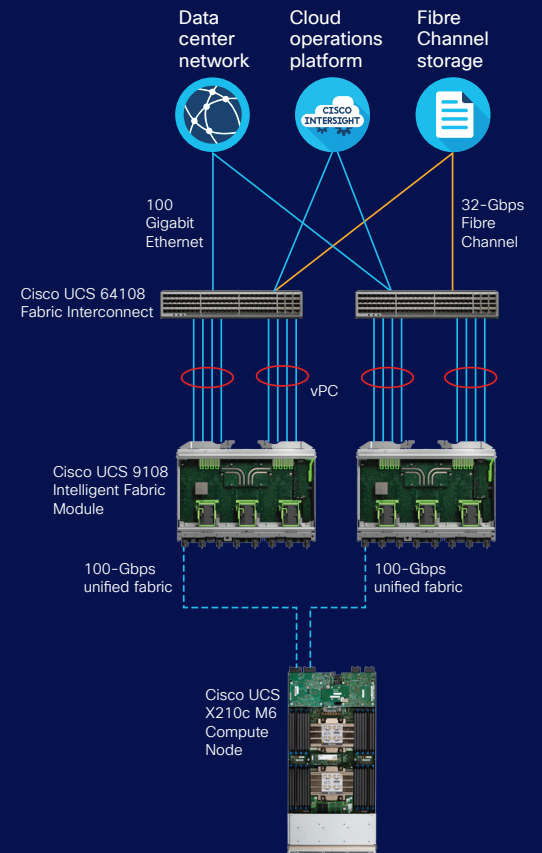 Data
center
network
Cloud
operations
platform
Fibre
Channel
storage
CISCO
INTERSIGHT
100
Gigabit
Ethernet
32-Gbps
Fibre
Channel
Cisco UCS 64108
Fabric Interconnect
vPC
Cisco UCS 9108
Intelligent Fabric
Module
100-Gbps
unified fabric
100-Gbps
unified fabric
Cisco UCS
X210c M6
Compute
Node